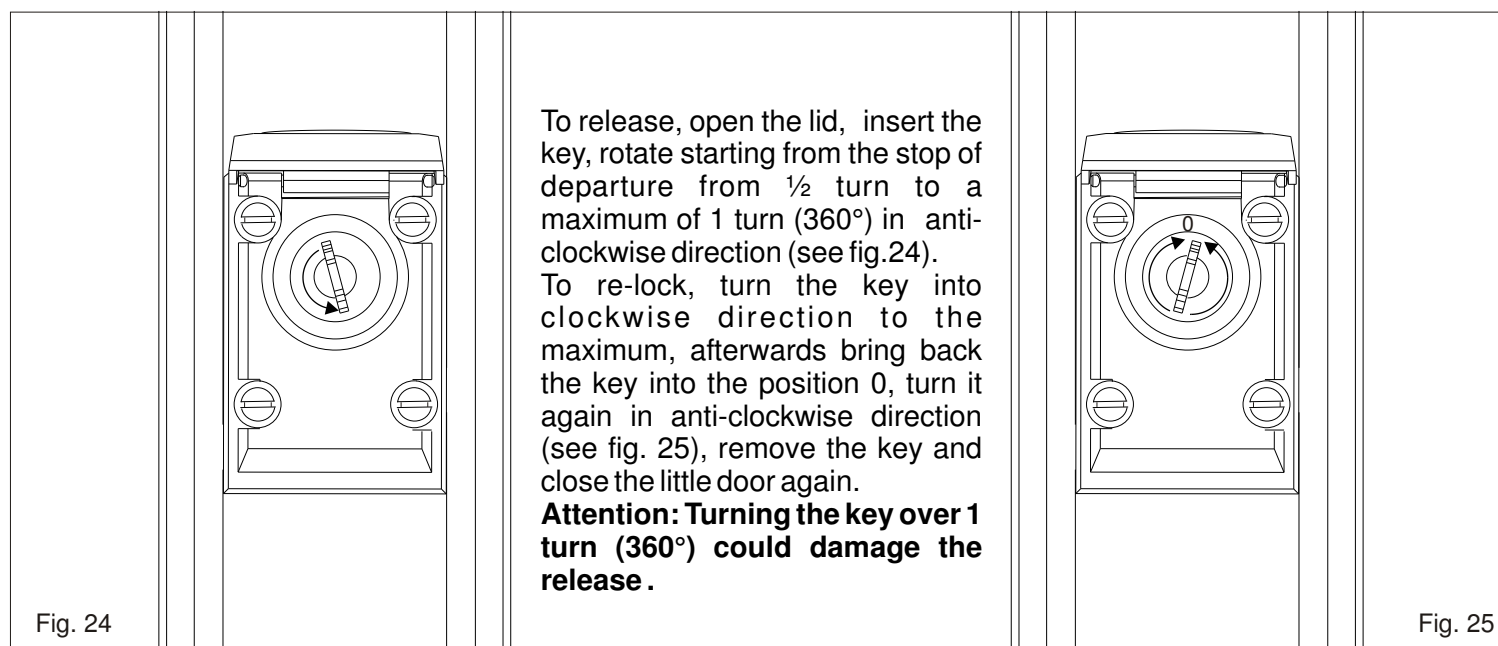 To release, open the lid, insert the
key, rotate starting from the stop of
departure from ½ turn to a
maximum of 1 turn (360°) in anti-
clockwise direction (see fig.24).
To re-lock, turn the key into
clockwise direction to the
maximum, afterwards bring back
the key into the position 0, turn it
again in anti-clockwise direction
(see fig. 25), remove the key and
close the little door again.
Attention: Turning the key over 1
turn (360°) could damage the
release .
Fig. 24
0
Fig. 25